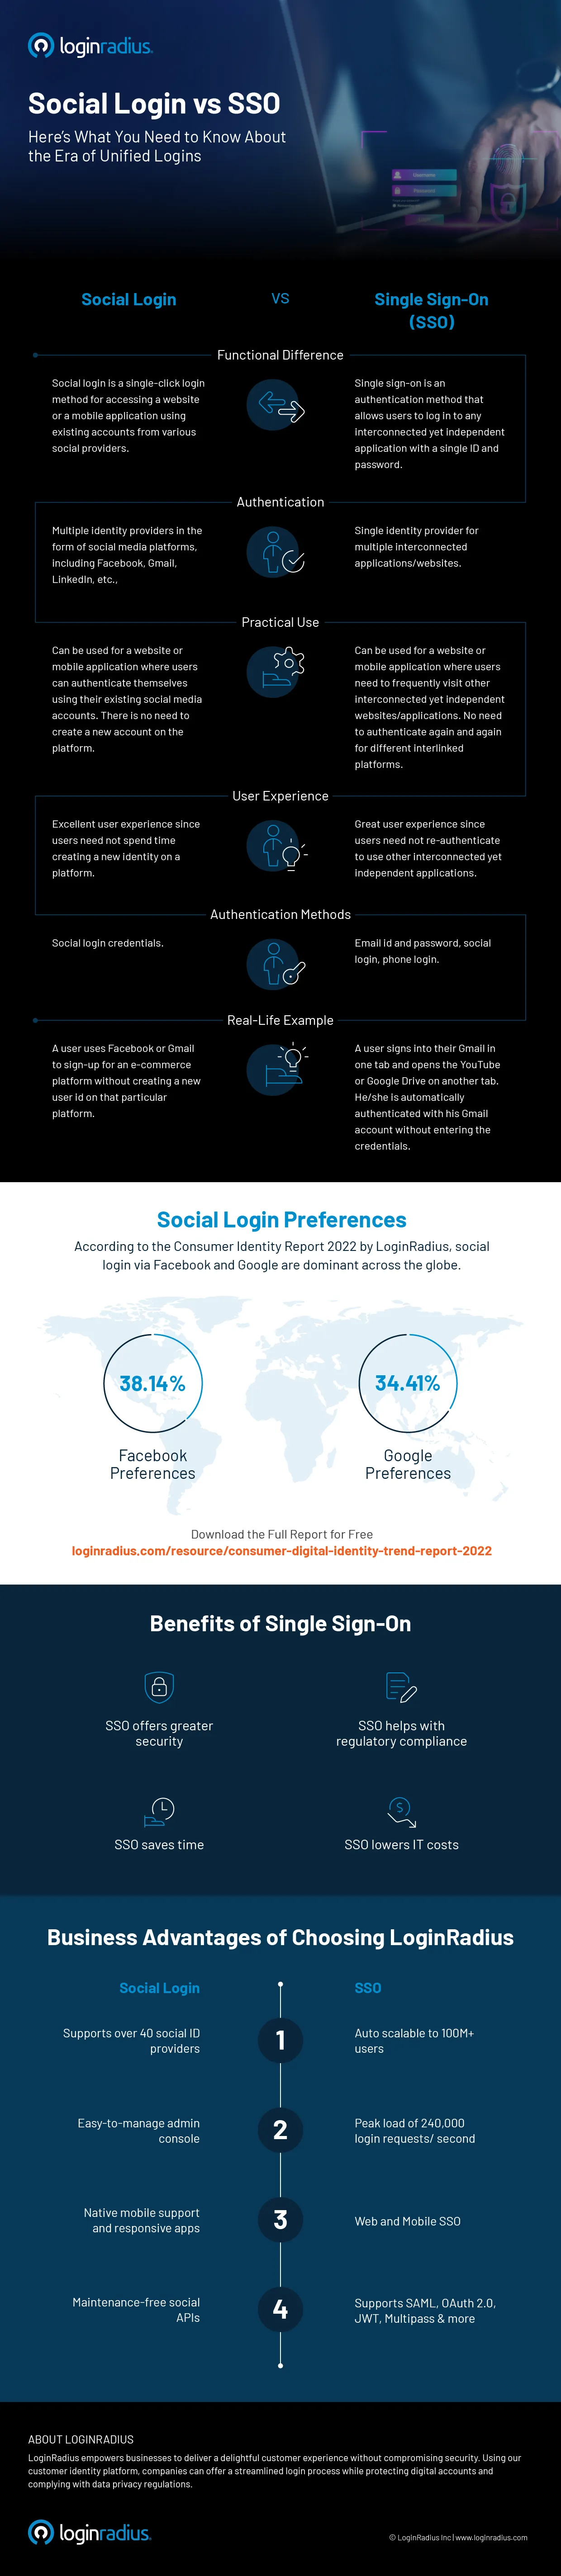 loginradius
Social Login vs SSO
Here's What You Need to Know About
the Era of Unified Logins
Username
Social Login
VS
Single Sign-On
(SSO)
Functional Difference
Social login is a single-click login
method for accessing a website
or a mobile application using
existing accounts from various
social providers.
Single sign-on is an
authentication method that
allows users to log in to any
interconnected yet independent
application with a single ID and
password.
Authentication
Multiple identity providers in the
form of social media platforms,
including Facebook, Gmail,
LinkedIn, etc.,
Single identity provider for
multiple interconnected
applications/websites.
Practical Use
Can be used for a website or
mobile application where users
can authenticate themselves
using their existing social media
accounts. There is no need to
create a new account on the
platform.
Can be used for a website or
mobile application where users
need to frequently visit other
interconnected yet independent
websites/applications. No need
to authenticate again and again
for different interlinked
platforms.
User Experience
Excellent user experience since
users need not spend time
creating a new identity on a
platform.
Great user experience since
users need not re-authenticate
to use other interconnected yet
independent applications.
Authentication Methods
Social login credentials.
Email id and password, social
login, phone login.
Real-Life Example
A user uses Facebook or Gmail
to sign-up for an e-commerce
platform without creating a new
user id on that particular
platform.
A user signs into their Gmail in
one tab and opens the YouTube
or Google Drive on another tab.
He/she is automatically
authenticated with his Gmail
account without entering the
credentials.
Social Login Preferences
According to the Consumer Identity Report 2022 by LoginRadius, social
login via Facebook and Google are dominant across the globe.
38.14%
Facebook
Preferences
34.41%
Google
Preferences
Download the Full Report for Free
loginradius.com/resource/consumer-digital-identity-trend-report-2022
Benefits of Single Sign-On
SSO offers greater
security
SSO helps with
regulatory compliance
SSO saves time
SSO lowers IT costs
Business Advantages of Choosing LoginRadius
Social Login
SSO
Supports over 40 social ID
providers
1
Auto scalable to 100M+
users
Easy-to-manage admin
console
2
Peak load of 240,000
login requests/ second
Native mobile support
and responsive apps
3
Web and Mobile SSO
Maintenance-free social
APIs
4
Supports SAML, OAuth 2.0,
JWT, Multipass & more
ABOUT LOGINRADIUS
LoginRadius empowers businesses to deliver a delightful customer experience without compromising security. Using our
customer identity platform, companies can offer a streamlined login process while protecting digital accounts and
complying with data privacy regulations.
loginradius
© LoginRadius Inc | www.loginradius.com